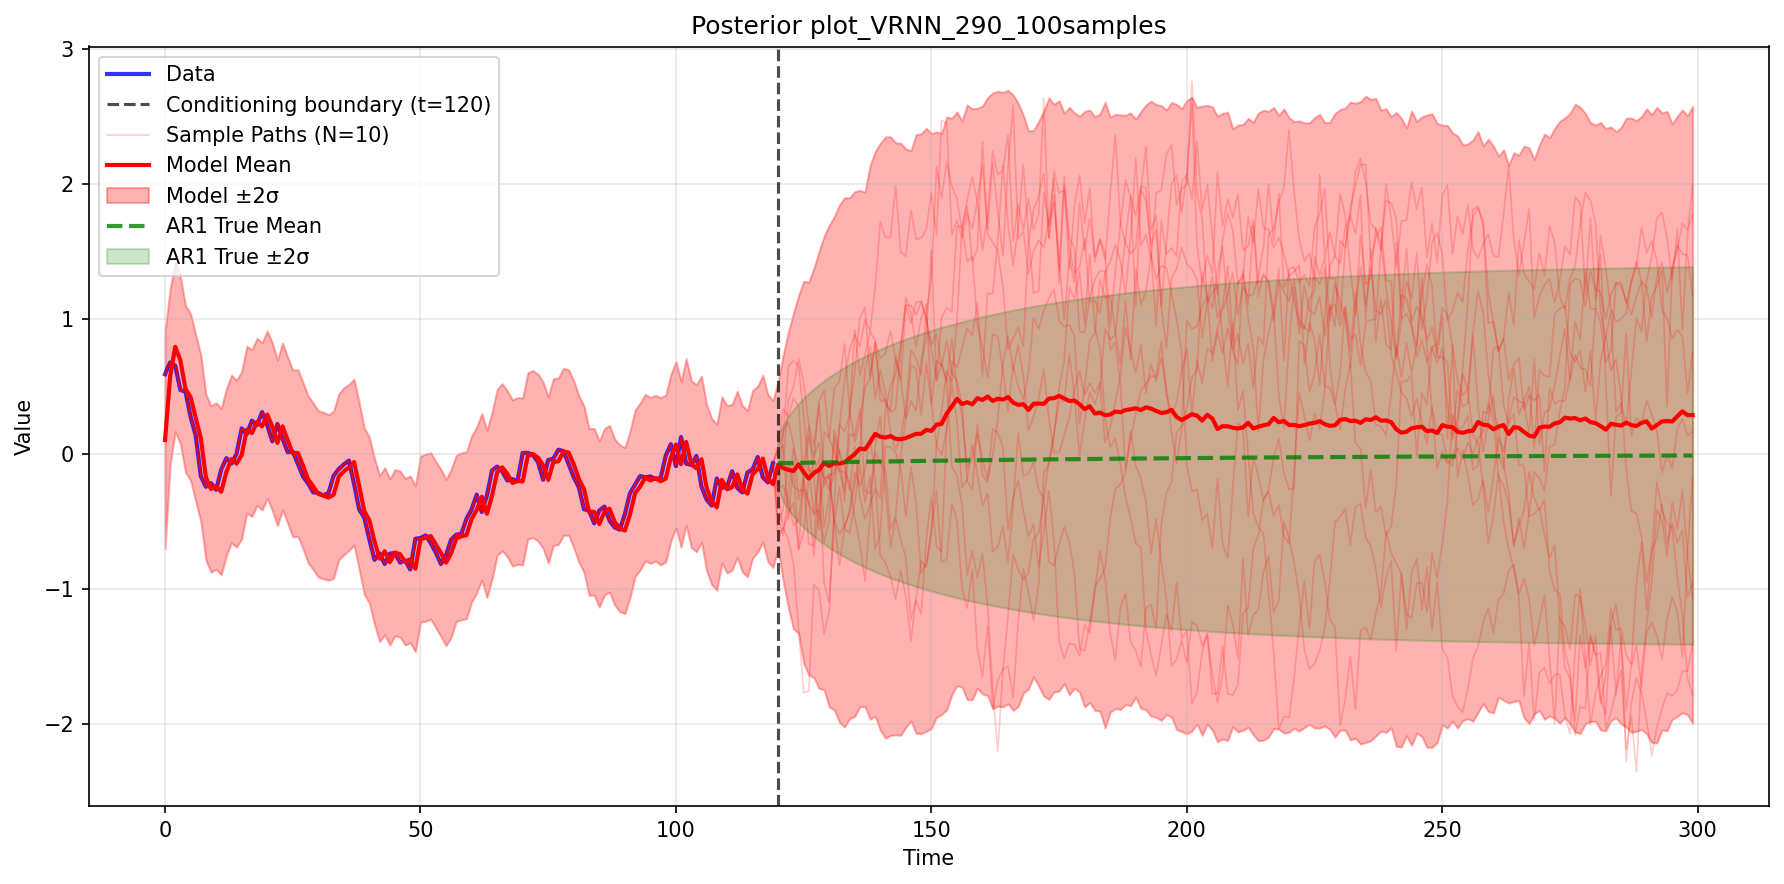 Posterior plot_VRNN_290_100samples
Data
Conditioning boundary (t=120)
Sample Paths (N=10)
Model Mean
Model ±2σ
AR1 True Mean
AR1 True ±2σ
Value
3
2
1
0
−1
−2
0
50
100
150
200
250
300
Time